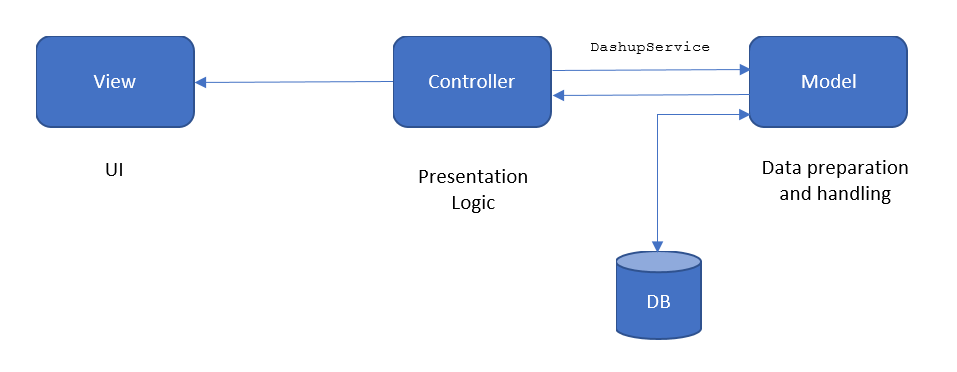 DashupService
View
Controller
Model
UI
Presentation
Logic
Data preparation
and handling
DB